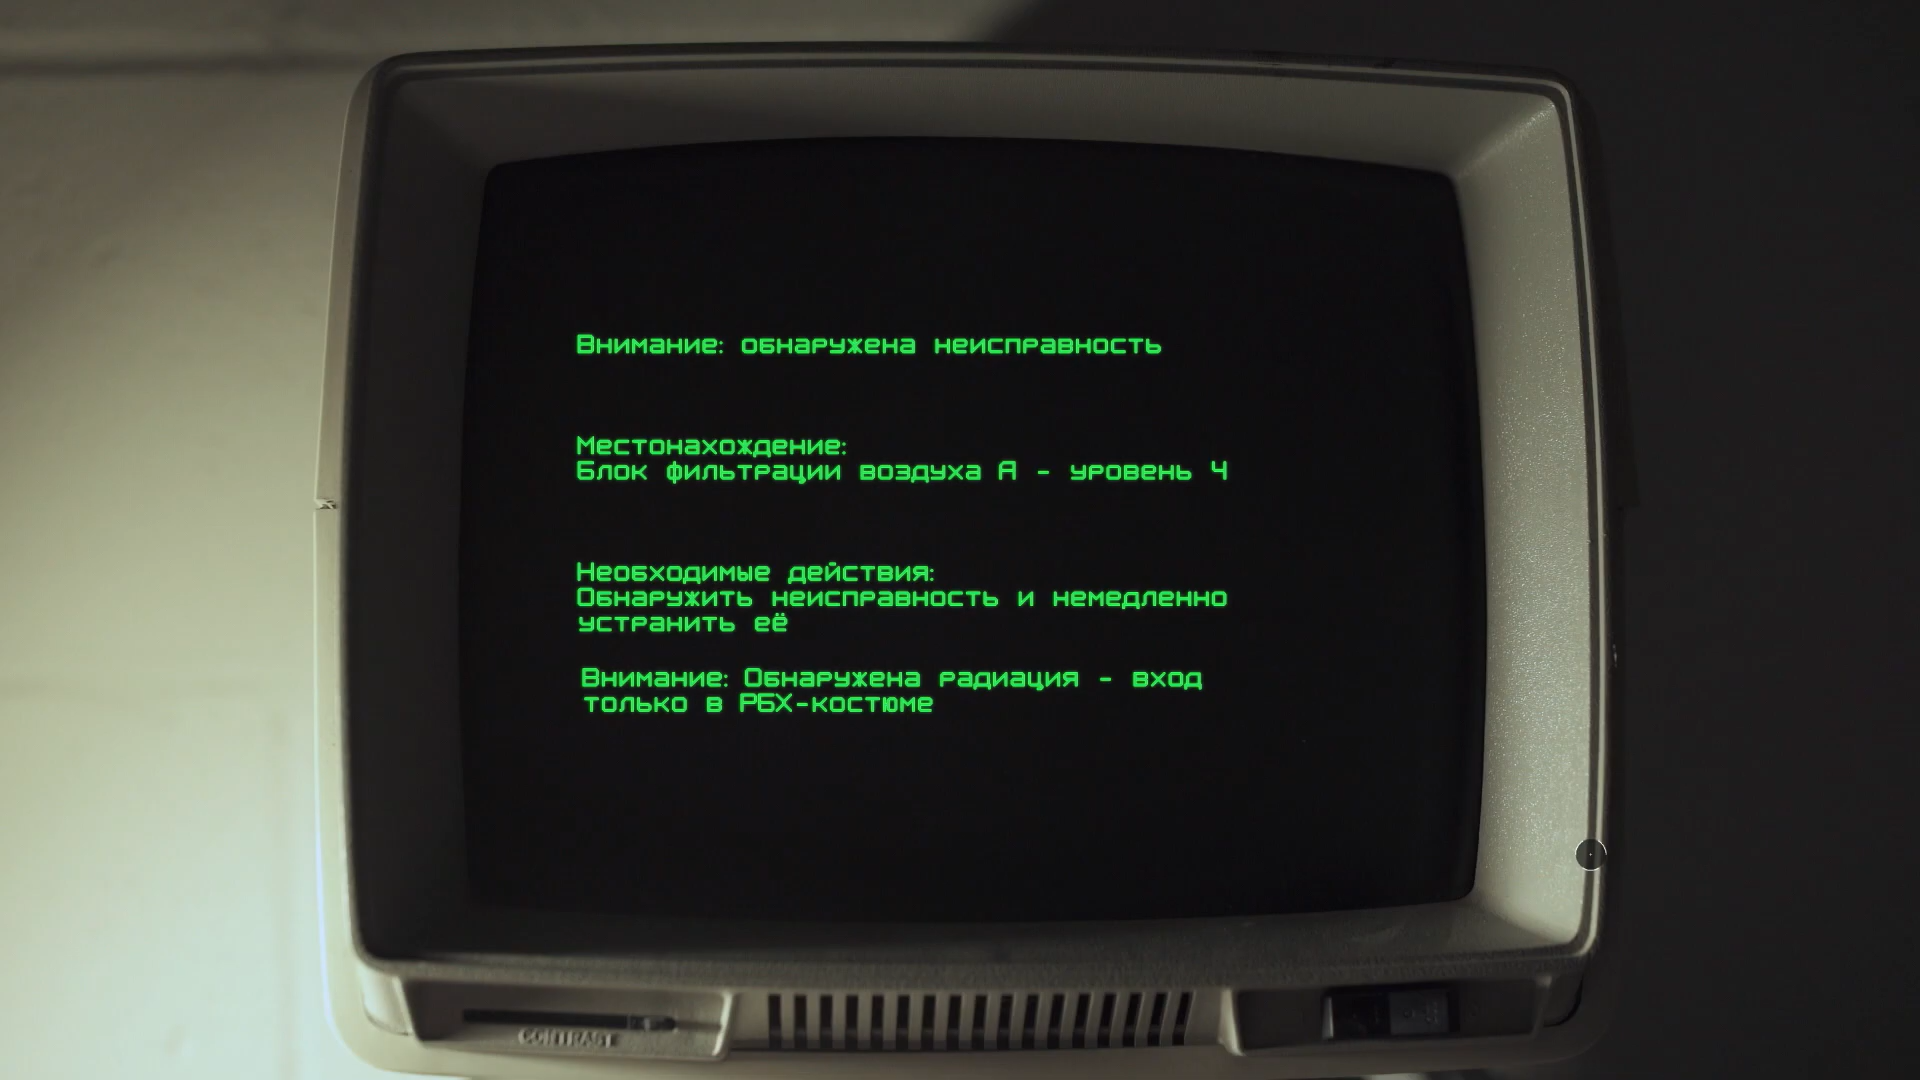 Внимание: обнаружена неисправность
Местонахождение:
Блок фильтрации воздуха А - уровень 4
Необходимые действия:
Обнаружить неисправность и немедленно
устранить её
Внимание: Обнаружена радиация - вход
только в РБХ-костюме
CONTRAST